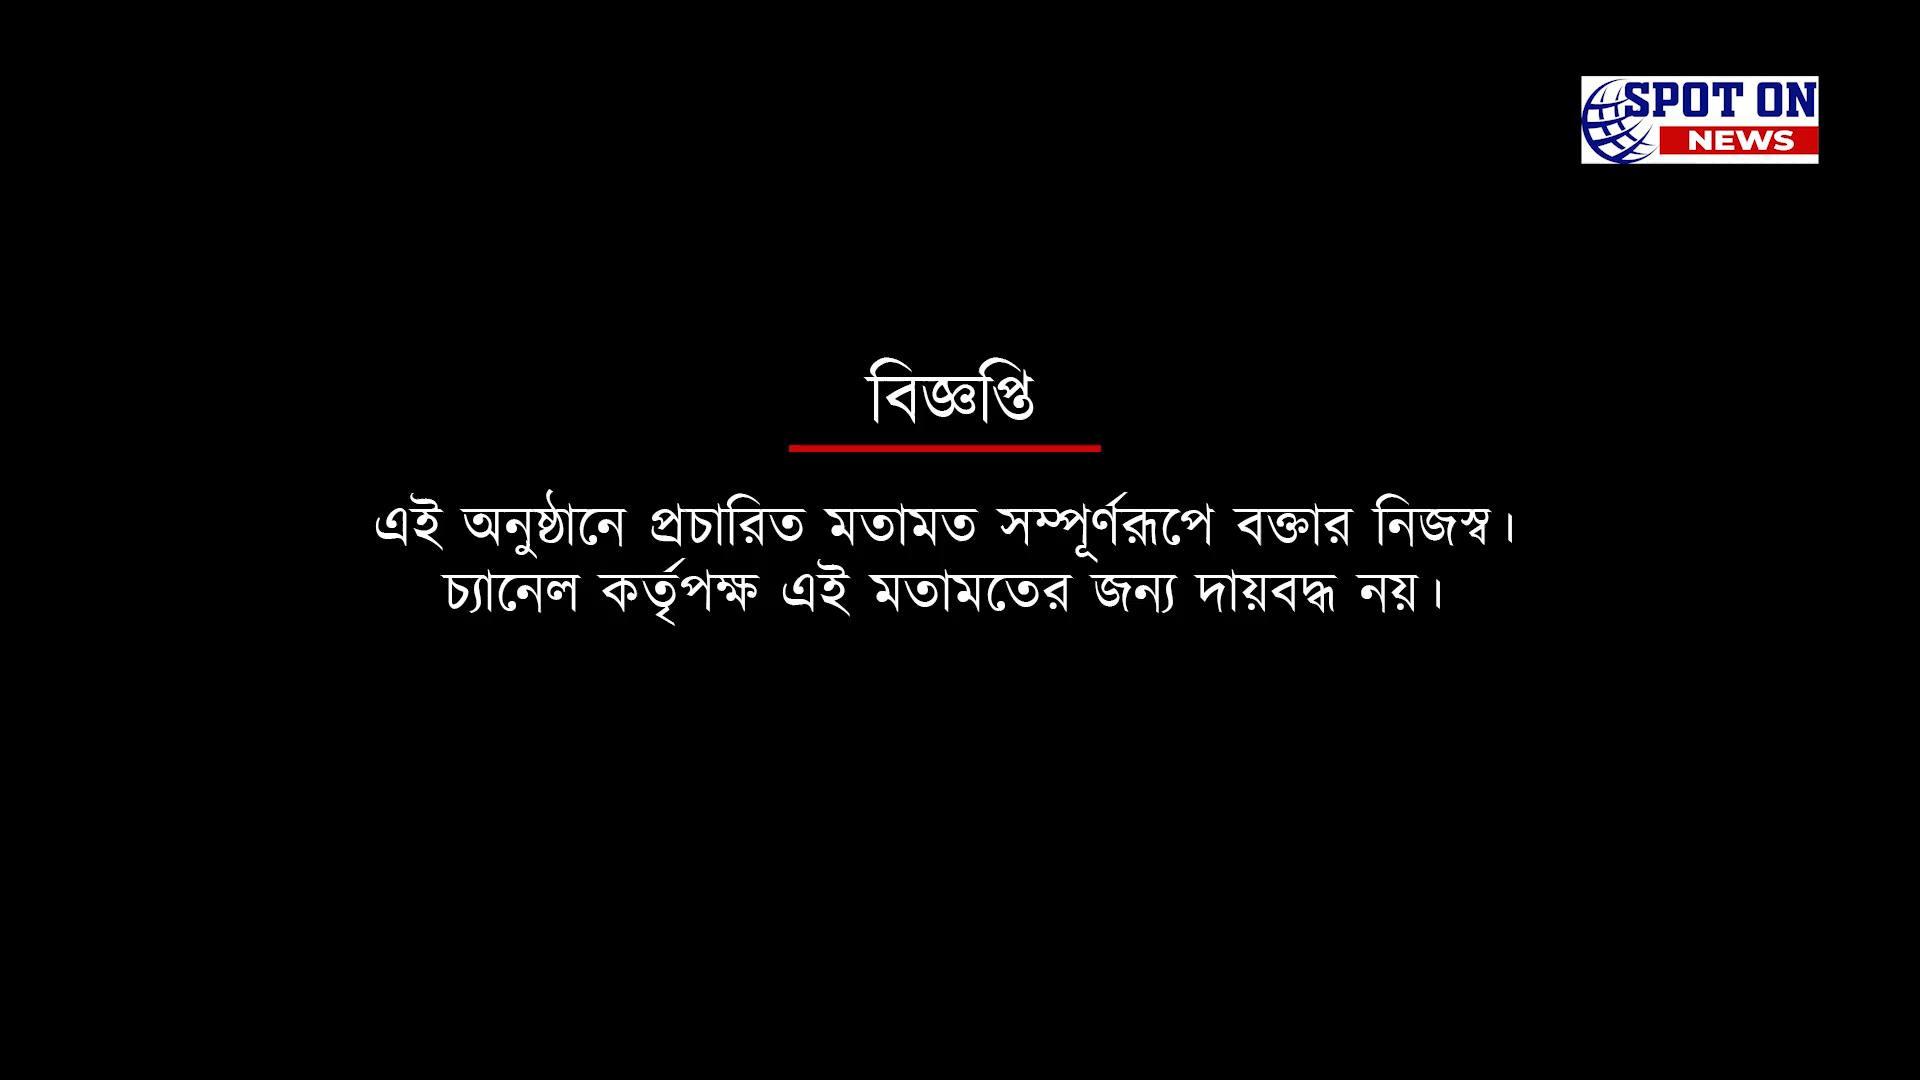 SPOT ON
NEWS
বিজ্ঞপ্তি
এই অনুষ্ঠানে প্রচারিত মতামত সম্পূর্ণরূপে বক্তার নিজস্ব।
চ্যানেল কর্তৃপক্ষ এই মতামতের জন্য দায়বদ্ধ নয়।